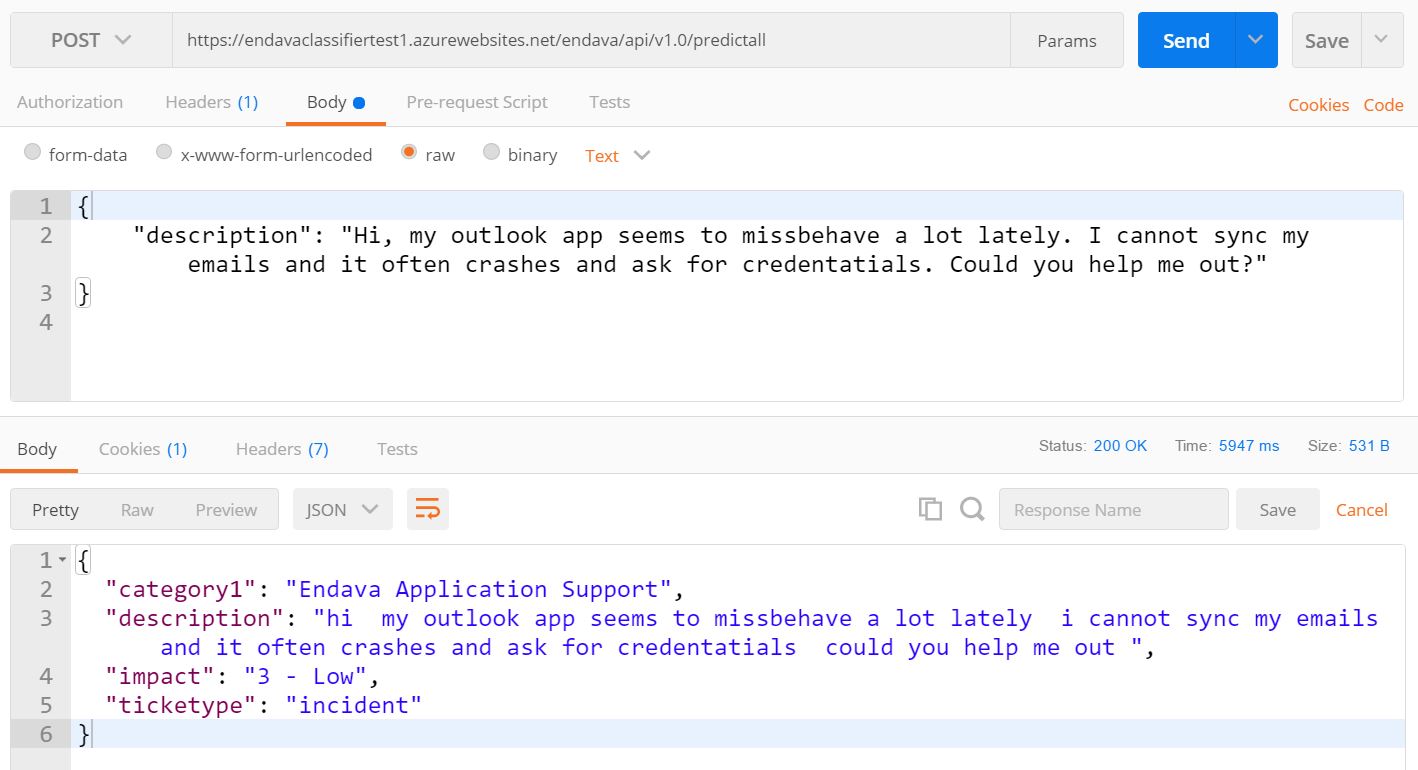 POST https://endavaclassifiertest1.azurewebsites.net/endava/api/v1.0/predictall Params Send Save
Authorization Headers (1) Body Pre-request Script Tests Cookies Code
form-data x-www-form-urlencoded raw binary Text
1 {
2 "description": "Hi, my outlook app seems to missbehave a lot lately. I cannot sync my
emails and it often crashes and ask for credentatials. Could you help me out?"
3 }
4
Body Cookies (1) Headers (7) Tests Status: 200 OK Time: 5947 ms Size: 531 B
Pretty Raw Preview JSON Response Name Save Cancel
1 {
2 "category1": "Endava Application Support",
3 "description": "hi  my outlook app seems to missbehave a lot lately  i cannot sync my emails
and it often crashes and ask for credentatials  could you help me out ",
4 "impact": "3 - Low",
5 "ticketype": "incident"
6 }